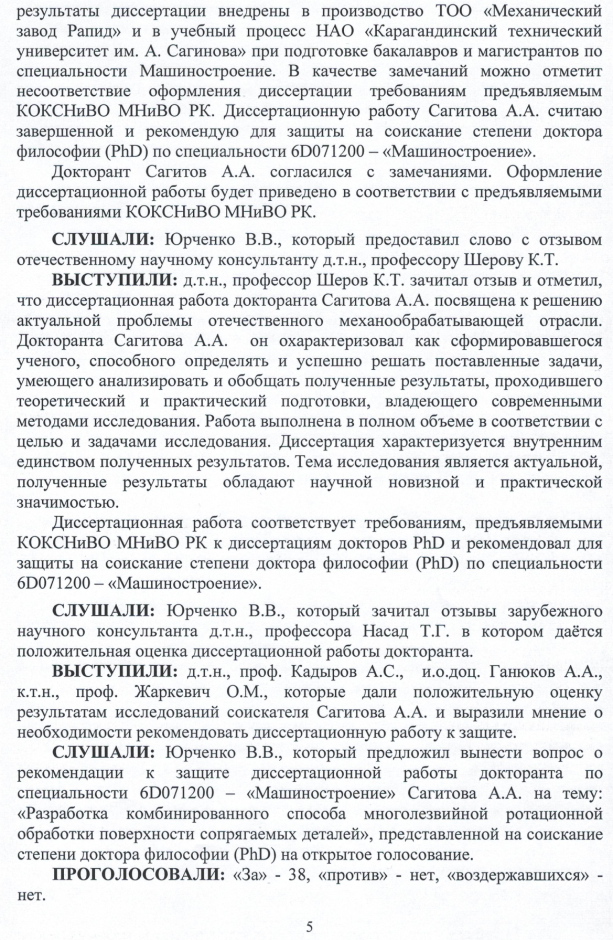 результаты диссертации внедрены в производство ТОО «Механический
завод Рапид» и в учебный процесс НАО «Карагандинский технический
университет им. А. Сагинова» при подготовке бакалавров и магистрантов по
специальности Машиностроение. В качестве замечаний можно отметит
несоответствие оформления диссертации требованиям предъявляемым
КОКСНиВО МНиВО РК. Диссертационную работу Сагитова А.А. считаю
завершенной и рекомендую для защиты на соискание степени доктора
философии (PhD) по специальности 6D071200 – «Машиностроение».
Докторант Сагитов А.А. согласился с замечаниями. Оформление
диссертационной работы будет приведено в соответствии с предъявляемыми
требованиями КОКСНиВО МНиВО РК.
СЛУШАЛИ: Юрченко В.В., который предоставил слово с отзывом
отечественному научному консультанту д.т.н., профессору Шерову К.Т.
ВЫСТУПИЛИ: д.т.н., профессор Шеров К.Т. зачитал отзыв и отметил,
что диссертационная работа докторанта Сагитова А.А. посвящена к решению
актуальной проблемы отечественного механообрабатывающей отрасли.
Докторанта Сагитова А.А. он охарактеризовал как сформировавшегося
ученого, способного определять и успешно решать поставленные задачи,
умеющего анализировать и обобщать полученные результаты, проходившего
теоретический и практический подготовки, владеющего современными
методами исследования. Работа выполнена в полном объеме в соответствии с
целью и задачами исследования. Диссертация характеризуется внутренним
единством полученных результатов. Тема исследования является актуальной,
полученные результаты обладают научной новизной и практической
значимостью.
Диссертационная работа соответствует требованиям, предъявляемыми
КОКСНиВО МНиВО РК к диссертациям докторов PhD и рекомендовал для
защиты на соискание степени доктора философии (PhD) по специальности
6D071200 – «Машиностроение».
СЛУШАЛИ: Юрченко В.В., который зачитал отзывы зарубежного
научного консультанта д.т.н., профессора Насад Т.Г. в котором даётся
положительная оценка диссертационной работы докторанта.
ВЫСТУПИЛИ: д.т.н., проф. Кадыров А.С., и.о.доц. Ганюков А.А.,
к.т.н., проф. Жаркевич О.М., которые дали положительную оценку
результатам исследований соискателя Сагитова А.А. и выразили мнение о
необходимости рекомендовать диссертационную работу к защите.
СЛУШАЛИ: Юрченко В.В., который предложил вынести вопрос о
рекомендации к защите диссертационной работы докторанта по
специальности 6D071200 – «Машиностроение» Сагитова А.А. на тему:
«Разработка комбинированного способа многолезвийной ротационной
обработки поверхности сопрягаемых деталей», представленной на соискание
степени доктора философии (PhD) на открытое голосование.
ПРОГОЛОСОВАЛИ: «За» - 38, «против» - нет, «воздержавшихся» -
нет.
5